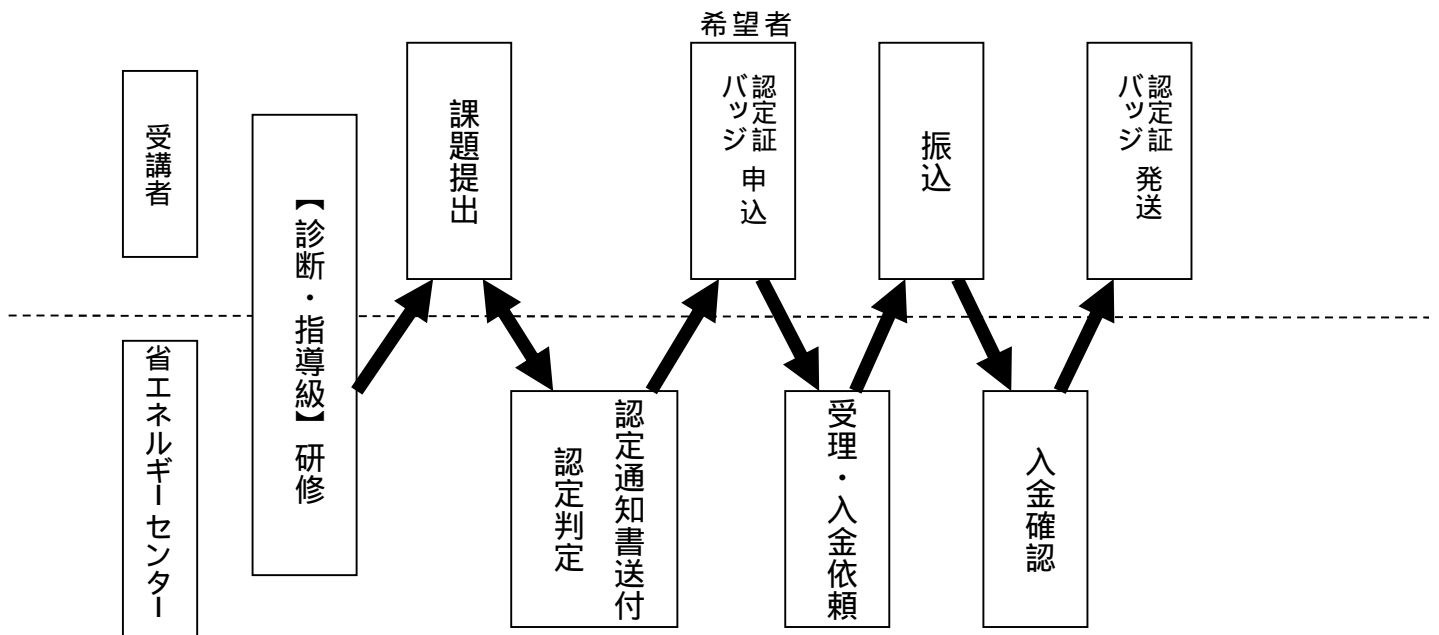 受講者
省エネルギーセンター
【診断・指導級】研修
課題提出
認定通知書送付
認定判定
希望者
認定証
バッジ
申込
受理・入金依頼
振込
入金確認
認定証
バッジ
発送